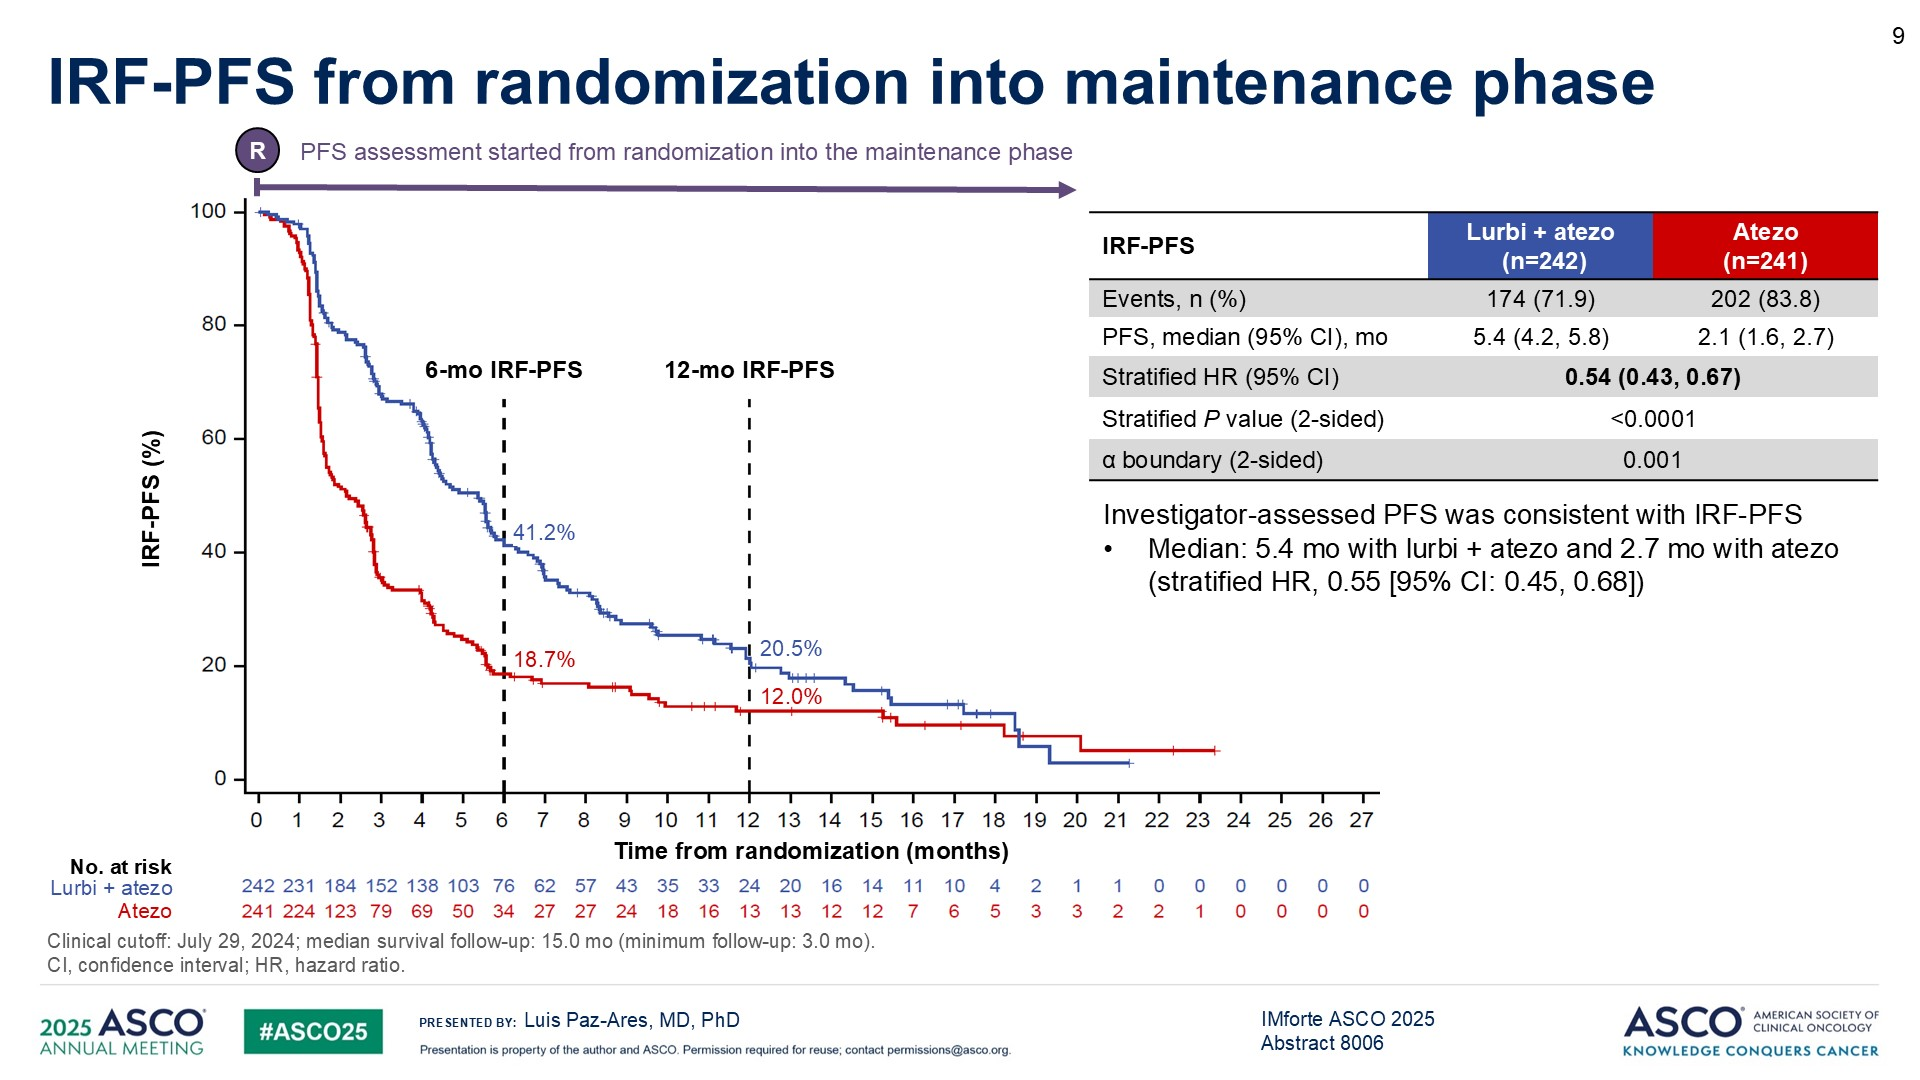 9
IRF-PFS from randomization into maintenance phase
R PFS assessment started from randomization into the maintenance phase
IRF-PFS (%)
100
80
60
40
20
0
6-mo IRF-PFS 12-mo IRF-PFS
41.2%
18.7%
20.5%
12.0%
0 1 2 3 4 5 6 7 8 9 10 11 12 13 14 15 16 17 18 19 20 21 22 23 24 25 26 27
Time from randomization (months)
No. at risk
Lurbi + atezo 242 231 184 152 138 103 76 62 57 43 35 33 24 20 16 14 11 10 4 2 1 1 0 0 0 0 0 0
Atezo 241 224 123 79 69 50 34 27 27 24 18 16 13 13 12 12 7 6 5 3 3 2 2 1 0 0 0 0
IRF-PFS Lurbi + atezo (n=242) Atezo (n=241)
Events, n (%) 174 (71.9) 202 (83.8)
PFS, median (95% CI), mo 5.4 (4.2, 5.8) 2.1 (1.6, 2.7)
Stratified HR (95% CI) 0.54 (0.43, 0.67)
Stratified P value (2-sided) <0.0001
α boundary (2-sided) 0.001
Investigator-assessed PFS was consistent with IRF-PFS
• Median: 5.4 mo with lurbi + atezo and 2.7 mo with atezo
(stratified HR, 0.55 [95% CI: 0.45, 0.68])
Clinical cutoff: July 29, 2024; median survival follow-up: 15.0 mo (minimum follow-up: 3.0 mo).
CI, confidence interval; HR, hazard ratio.
2025 ASCO®
ANNUAL MEETING
#ASCO25
PRESENTED BY: Luis Paz-Ares, MD, PhD
Presentation is property of the author and ASCO. Permission required for reuse; contact permissions@asco.org.
IMforte ASCO 2025
Abstract 8006
ASCO® AMERICAN SOCIETY OF
CLINICAL ONCOLOGY
KNOWLEDGE CONQUERS CANCER